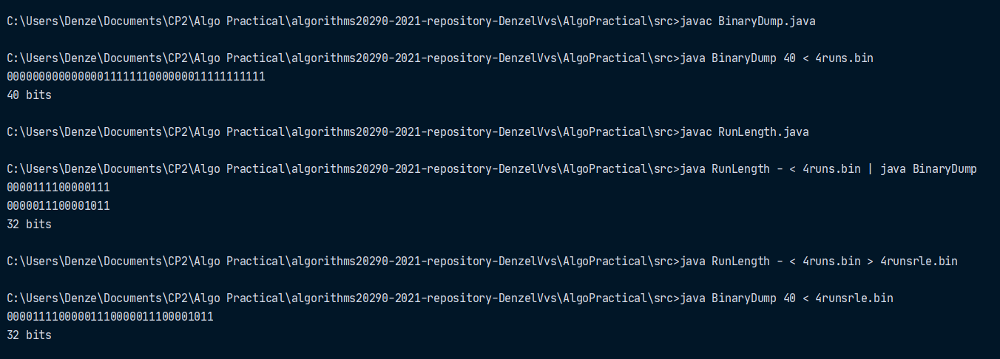 C:\Users\Denze\Documents\CP2\Algo Practical\algorithms20290-2021-repository-DenzelVvs\AlgoPractical\src>javac BinaryDump.java
C:\Users\Denze\Documents\CP2\Algo Practical\algorithms20290-2021-repository-DenzelVvs\AlgoPractical\src>java BinaryDump 40 < 4runs.bin
0000000000000001111111000000011111111111
40 bits
C:\Users\Denze\Documents\CP2\Algo Practical\algorithms20290-2021-repository-DenzelVvs\AlgoPractical\src>javac RunLength.java
C:\Users\Denze\Documents\CP2\Algo Practical\algorithms20290-2021-repository-DenzelVvs\AlgoPractical\src>java RunLength - < 4runs.bin | java BinaryDump
0000111100000111
0000011100001011
32 bits
C:\Users\Denze\Documents\CP2\Algo Practical\algorithms20290-2021-repository-DenzelVvs\AlgoPractical\src>java RunLength - < 4runs.bin > 4runsrle.bin
C:\Users\Denze\Documents\CP2\Algo Practical\algorithms20290-2021-repository-DenzelVvs\AlgoPractical\src>java BinaryDump 40 < 4runsrle.bin
00001111000001110000011100001011
32 bits